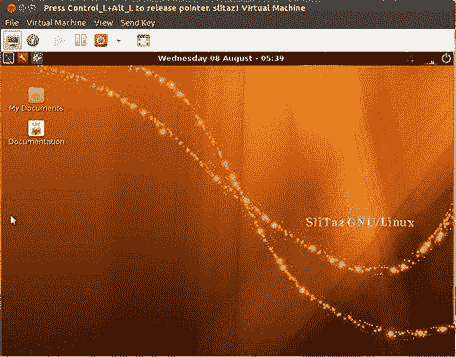 Press Control_L+Alt_L to release pointer. slitaz1 Virtual Machine
File Virtual Machine View Send Key
Wednesday 08 August - 05:39
My Documents
Documentation
SliTaz GNU/Linux